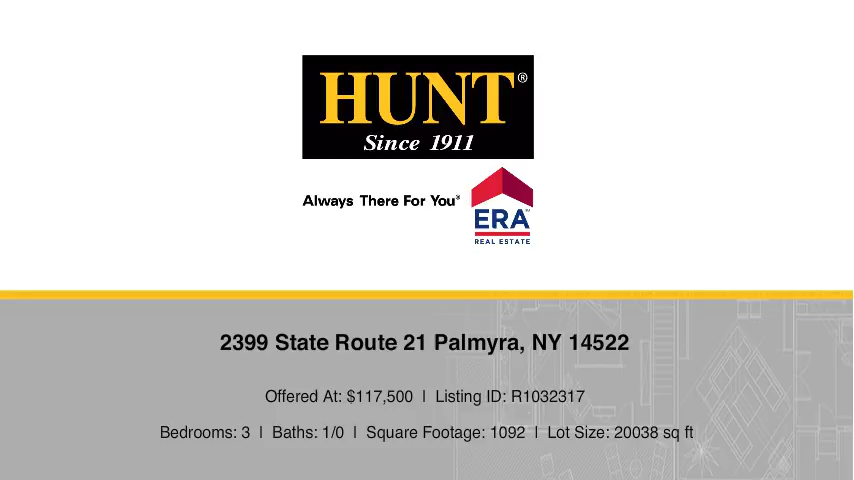 HUNT®
Since 1911
Always There For You®
ERA™
REAL ESTATE
2399 State Route 21 Palmyra, NY 14522
Offered At: $117,500 | Listing ID: R1032317
Bedrooms: 3 | Baths: 1/0 | Square Footage: 1092 | Lot Size: 20038 sq ft